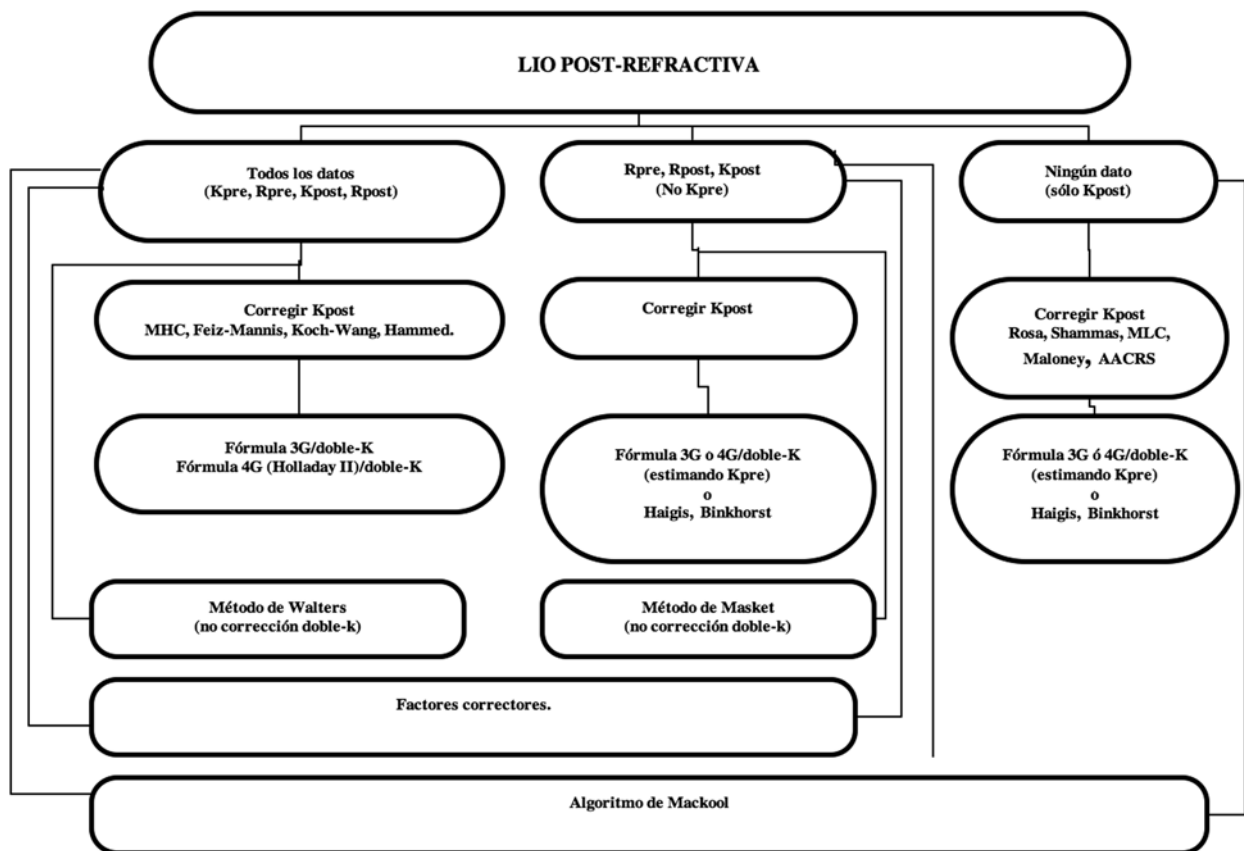 LIO POST-REFRACTIVA
Todos los datos
(Kpre, Rpre, Kpost, Rpost)
Rpre, Rpost, Kpost
(No Kpre)
Ningún dato
(sólo Kpost)
Corregir Kpost
MHC, Feiz-Mannis, Koch-Wang, Hammed.
Corregir Kpost
Corregir Kpost
Rosa, Shammas, MLC,
Maloney, AACRS
Fórmula 3G/doble-K
Fórmula 4G (Holladay II)/doble-K
Fórmula 3G o 4G/doble-K
(estimando Kpre)
o
Haigis, Binkhorst
Fórmula 3G ó 4G/doble-K
(estimando Kpre)
o
Haigis, Binkhorst
Método de Walters
(no corrección doble-k)
Método de Masket
(no corrección doble-k)
Factores correctores.
Algoritmo de Mackool